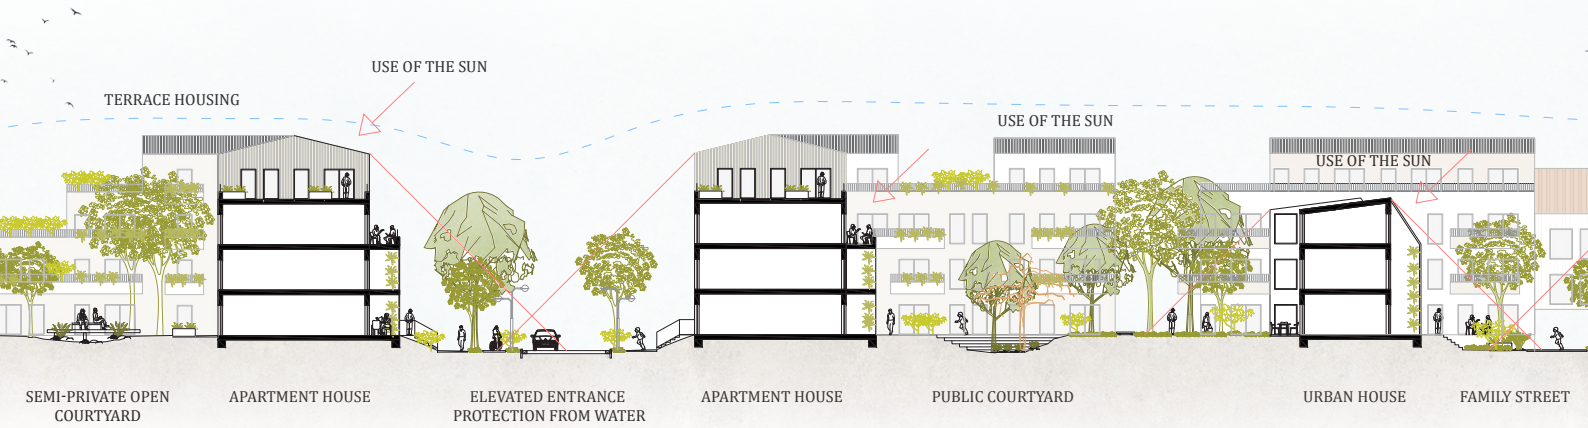 USE OF THE SUN
TERRACE HOUSING
USE OF THE SUN
USE OF THE SUN
SEMI-PRIVATE OPEN
COURTYARD
APARTMENT HOUSE
ELEVATED ENTRANCE
PROTECTION FROM WATER
APARTMENT HOUSE
PUBLIC COURTYARD
URBAN HOUSE
FAMILY STREET